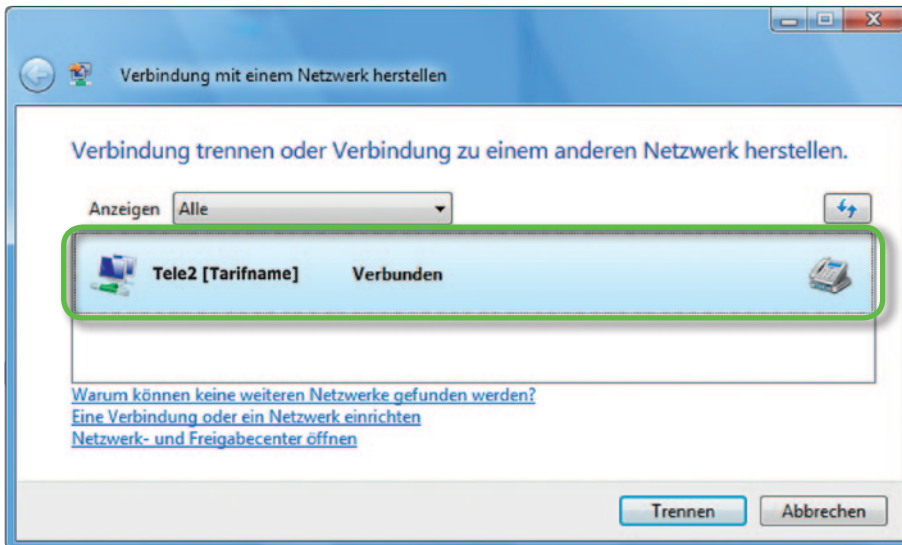 Verbindung mit einem Netzwerk herstellen
Verbindung trennen oder Verbindung zu einem anderen Netzwerk herstellen.
Anzeigen Alle
Tele2 [Tarifname] Verbunden
Warum können keine weiteren Netzwerke gefunden werden?
Eine Verbindung oder ein Netzwerk einrichten
Netzwerk- und Freigabecenter öffnen
Trennen Abbrechen